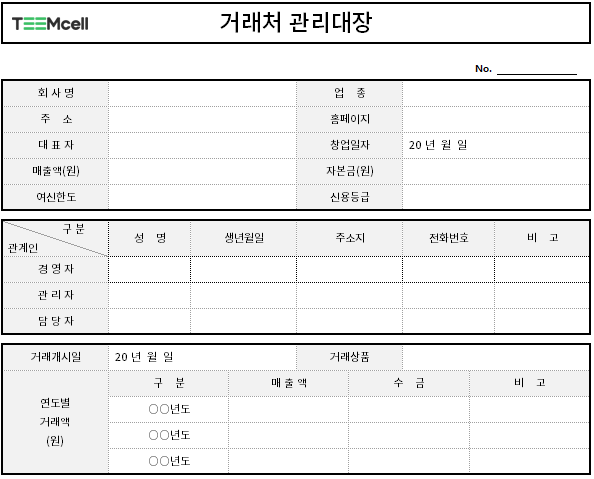 TEEMcell
거래처 관리대장
No.
회 사 명 업 종
주 소 홈페이지
대 표 자 창업일자 20 년 월 일
매출액(원) 자본금(원)
여신한도 신용등급
구 분
관계인
성 명 생년월일 주소지 전화번호 비 고
경 영 자
관 리 자
담 당 자
거래개시일 20 년 월 일 거래상품
연도별
거래액
(원)
구 분 매 출 액 수 금 비 고
○○년도
○○년도
○○년도